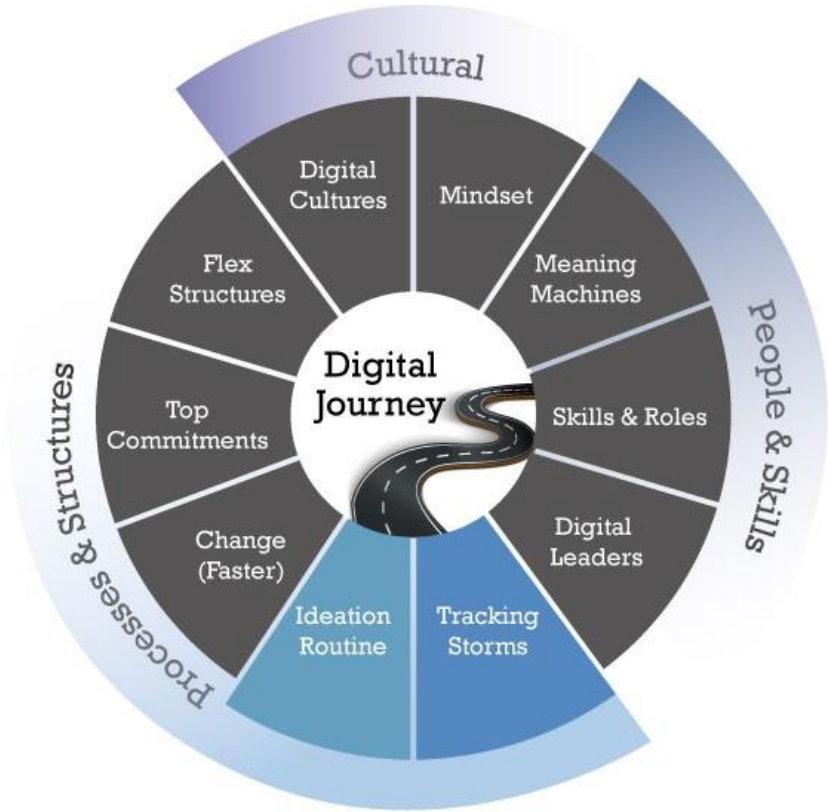 Cultural
Digital
Cultures
Mindset
Flex
Structures
Meaning
Machines
People & Skills
Digital
Journey
Top
Commitments
Skills & Roles
Processes & Structures
Change
(Faster)
Digital
Leaders
Ideation
Routine
Tracking
Storms